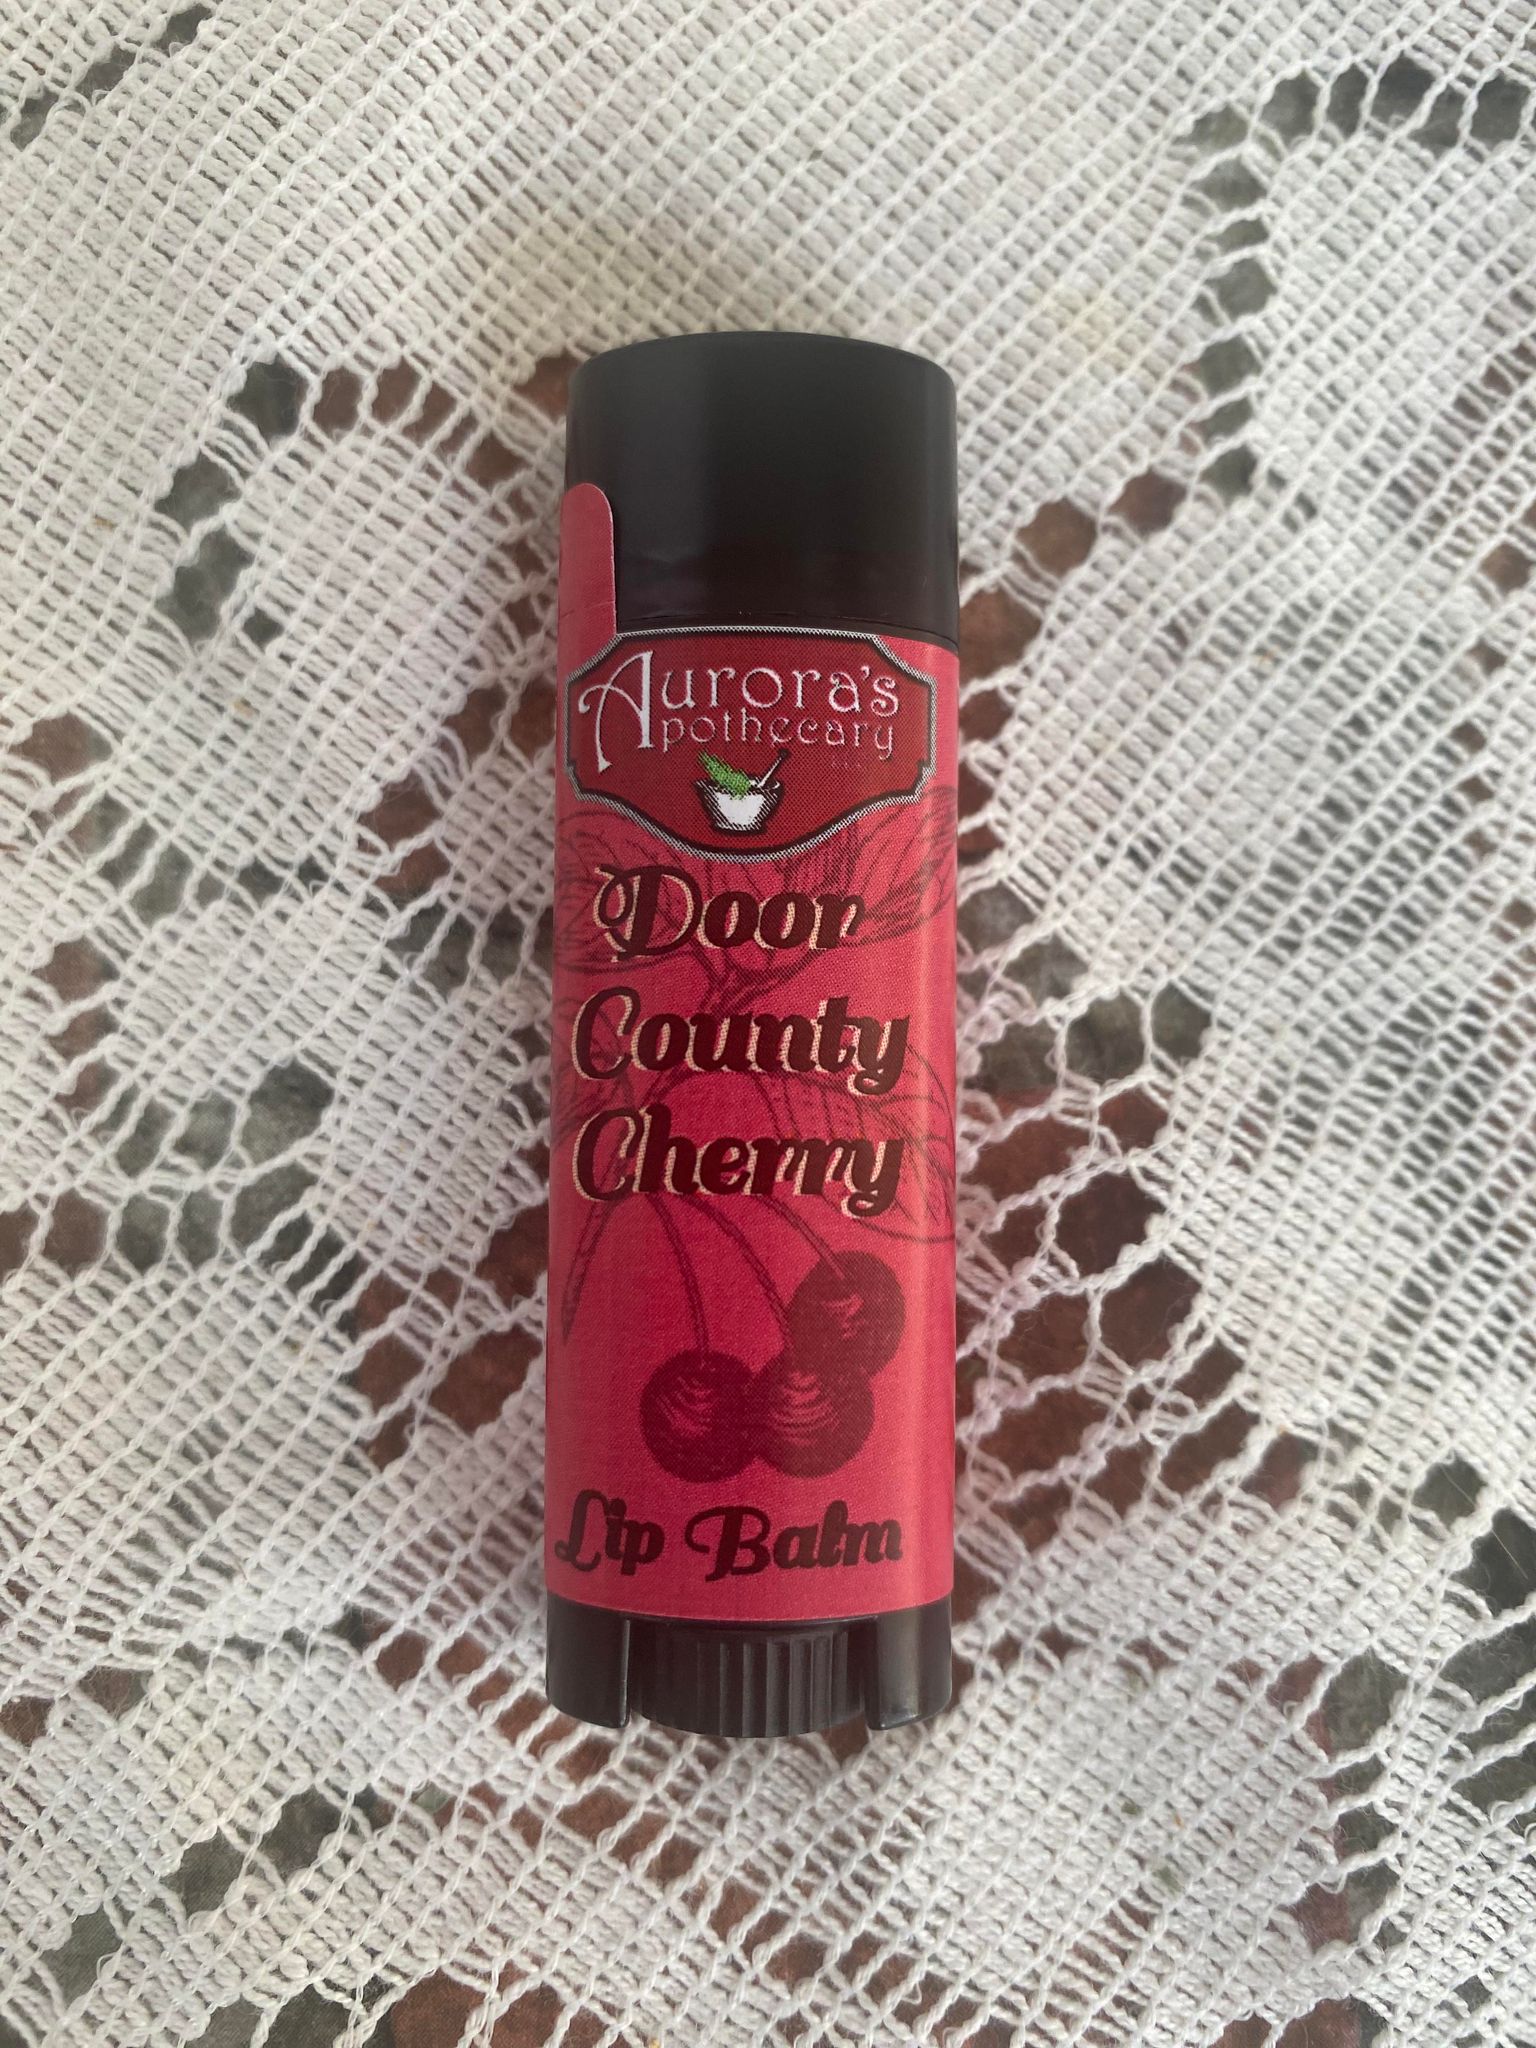 Aurora's
Apothecary
Door
County
Cherry
Lip Balm